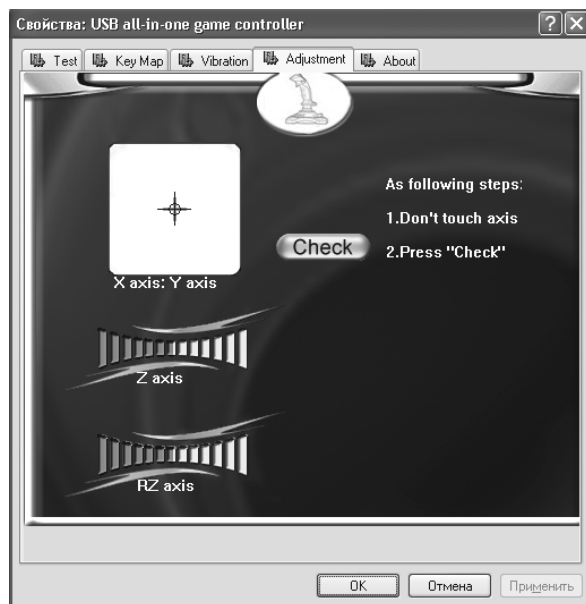 Свойства: USB all-in-one game controller
Test Key Map Vibration Adjustment About
As following steps:
1.Don't touch axis
Check
2.Press "Check"
X axis: Y axis
Z axis
RZ axis
OK Отмена Применить